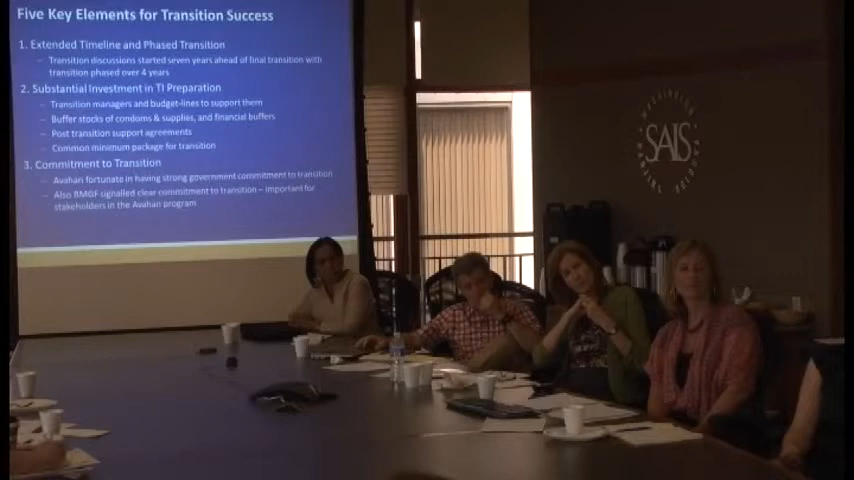 Five Key Elements for Transition Success
1. Extended Timeline and Phased Transition
– Transition discussions started seven years ahead of final transition with
transition phased over 4 years
2. Substantial Investment in TI Preparation
– Transition managers and budget-lines to support them
– Buffer stocks of condoms & supplies, and financial buffers
– Post transition support agreements
– Common minimum package for transition
3. Commitment to Transition
– Avahan fortunate in having strong government commitment to transition
– Also BMGF signalled clear commitment to transition – important for
stakeholders in the Avahan program
WASHINGTON
SAIS
NANJING
BOLOGNA